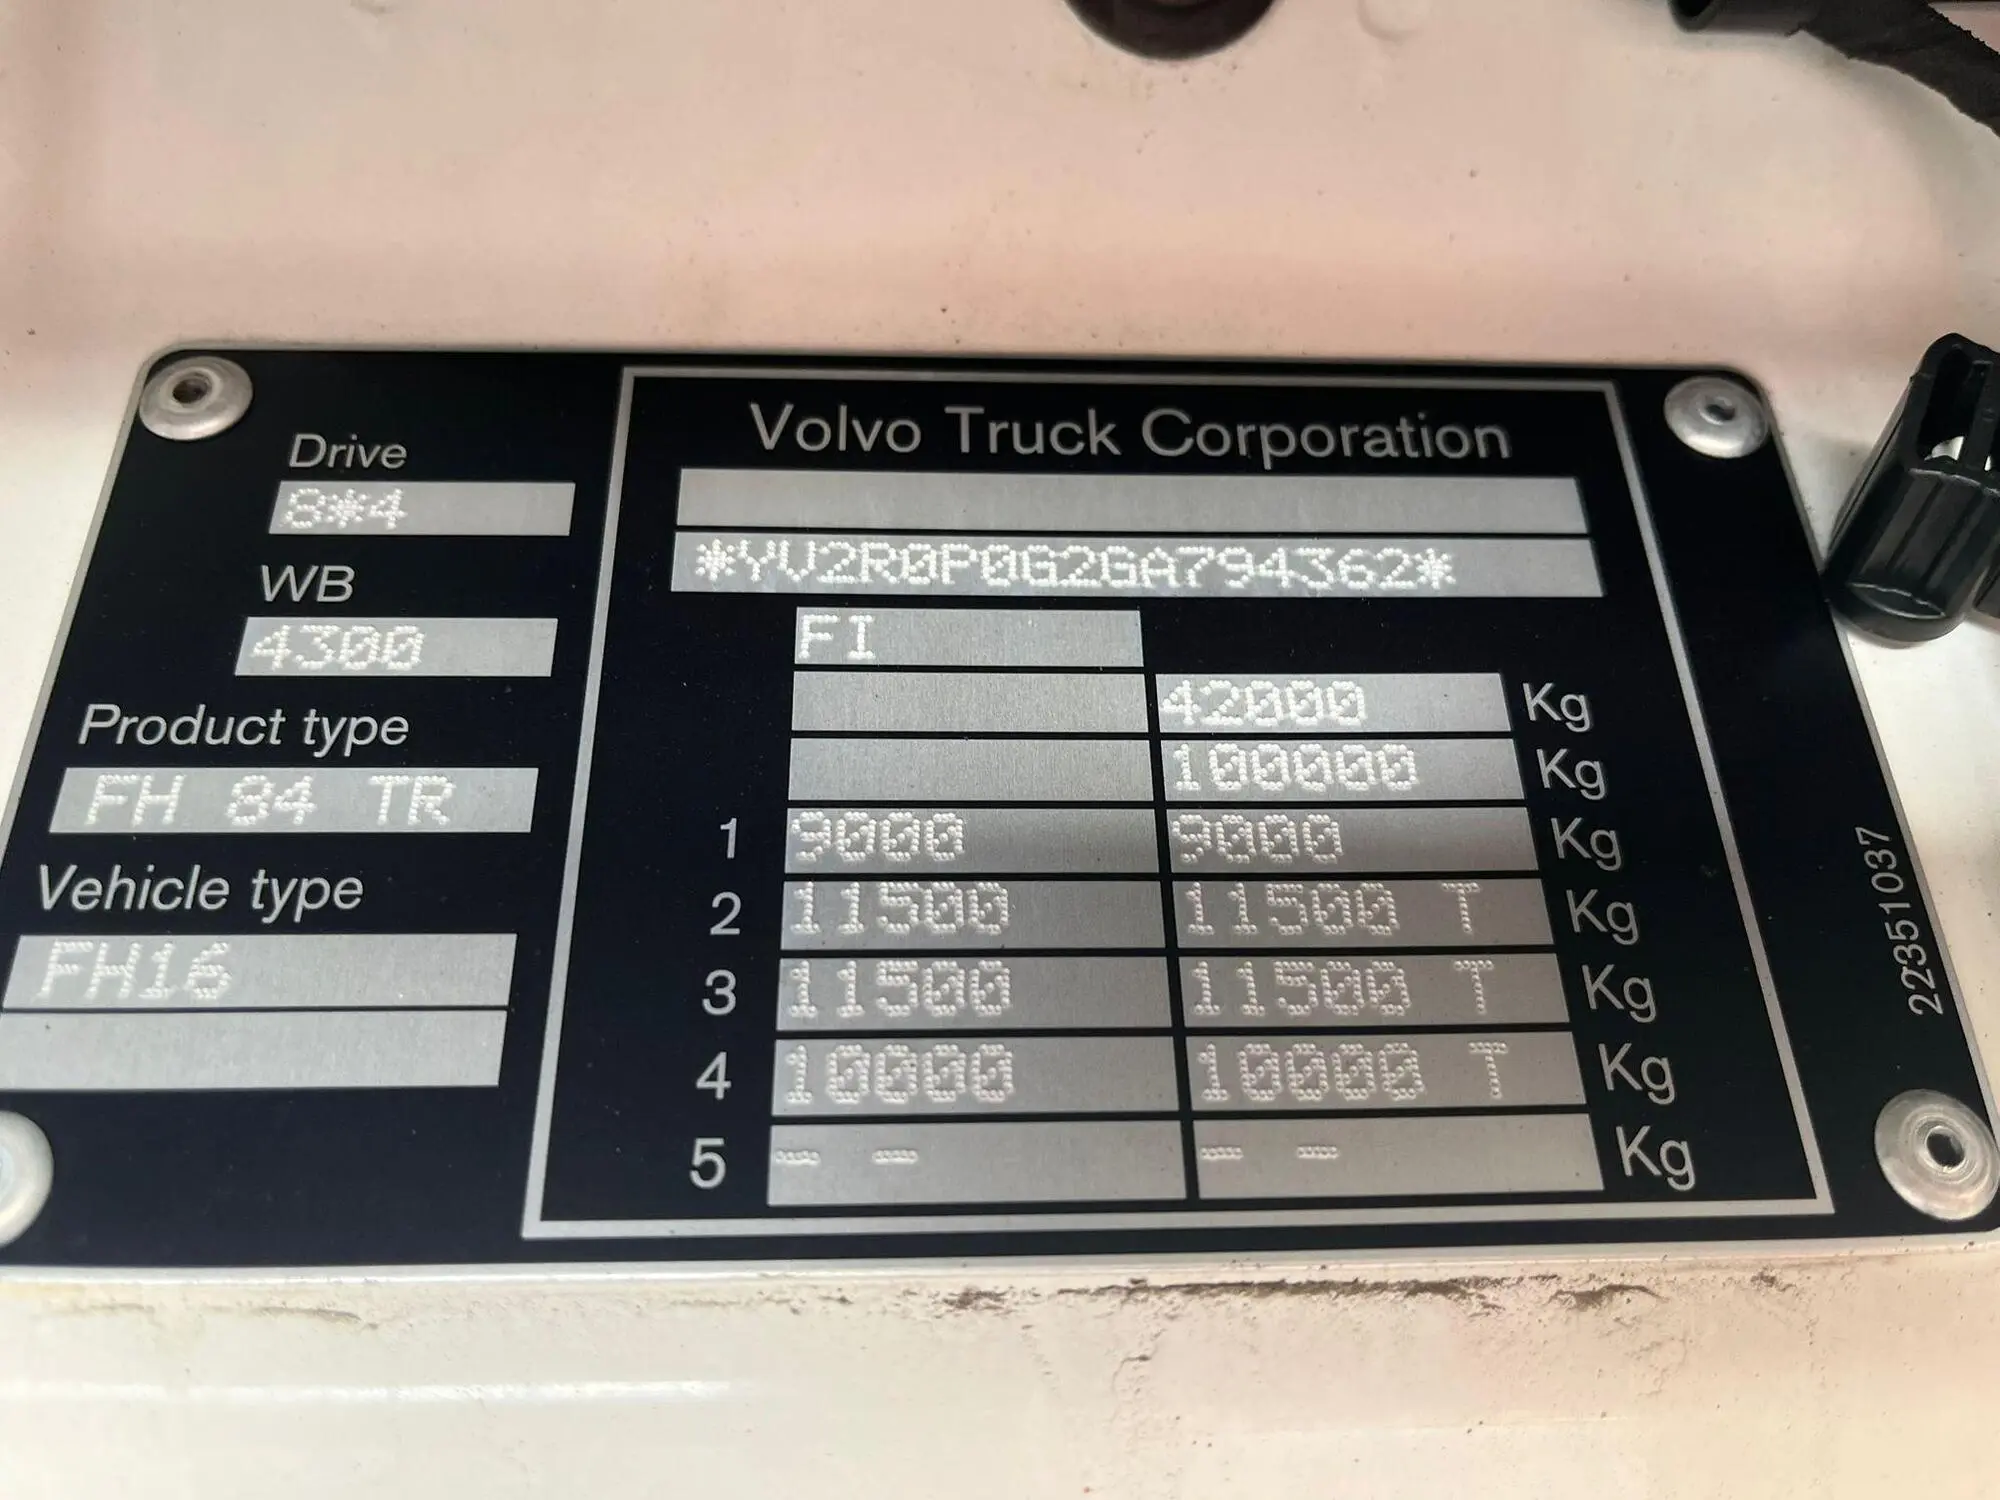 Volvo Truck Corporation
Drive
8*4
WB
4300
Product type
FH 84 TR
Vehicle type
FH16
*YV2R0P0G2GA794362*
FI
42000 Kg
100000 Kg
1 9000 9000 Kg
2 11500 11500 T Kg
3 11500 11500 T Kg
4 10000 10000 T Kg
5 - - - - Kg
22351037